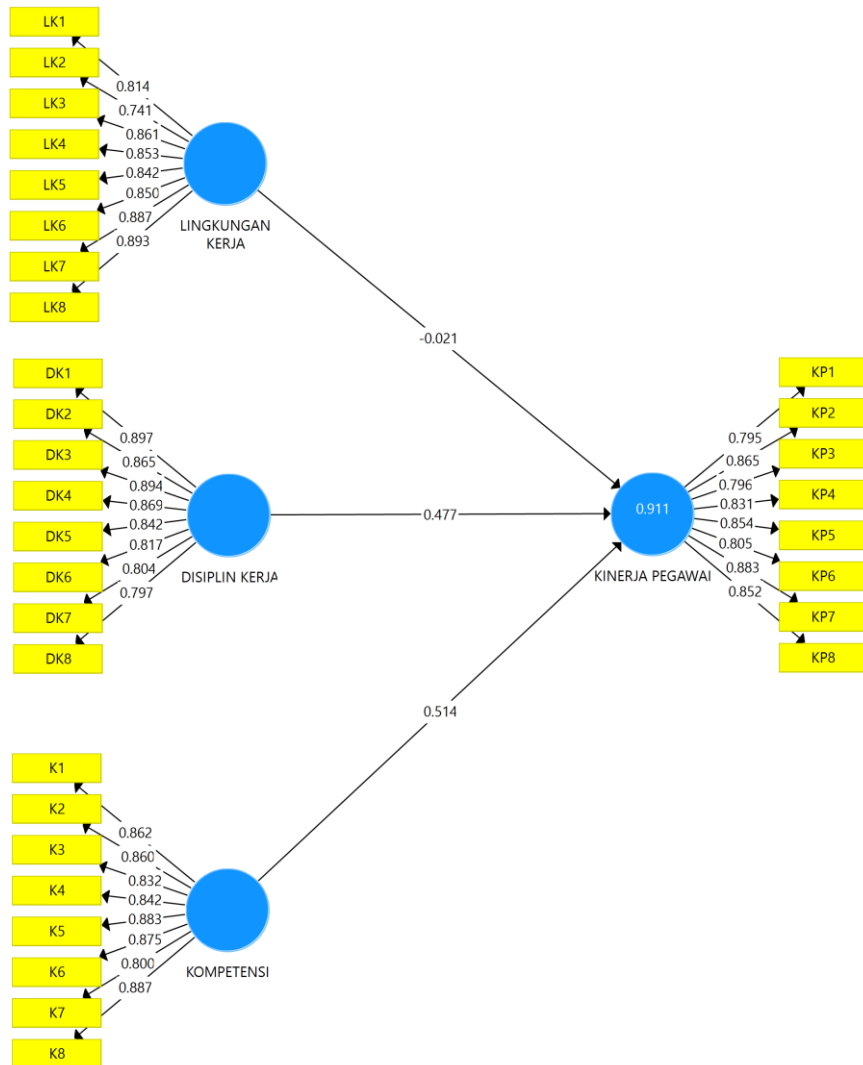 LK1
LK2
LK3
LK4
LK5
LK6
LK7
LK8
0.814
0.741
0.861
0.853
0.842
0.850
0.887
0.893
LINGKUNGAN
KERJA
-0.021
DK1
DK2
DK3
DK4
DK5
DK6
DK7
DK8
0.897
0.865
0.894
0.869
0.842
0.817
0.804
0.797
DISIPLIN KERJA
0.477
0.911
KINERJA PEGAWAI
0.795
0.865
0.796
0.831
0.854
0.805
0.883
0.852
KP1
KP2
KP3
KP4
KP5
KP6
KP7
KP8
0.514
K1
K2
K3
K4
K5
K6
K7
K8
0.862
0.860
0.832
0.842
0.883
0.875
0.800
0.887
KOMPETENSI